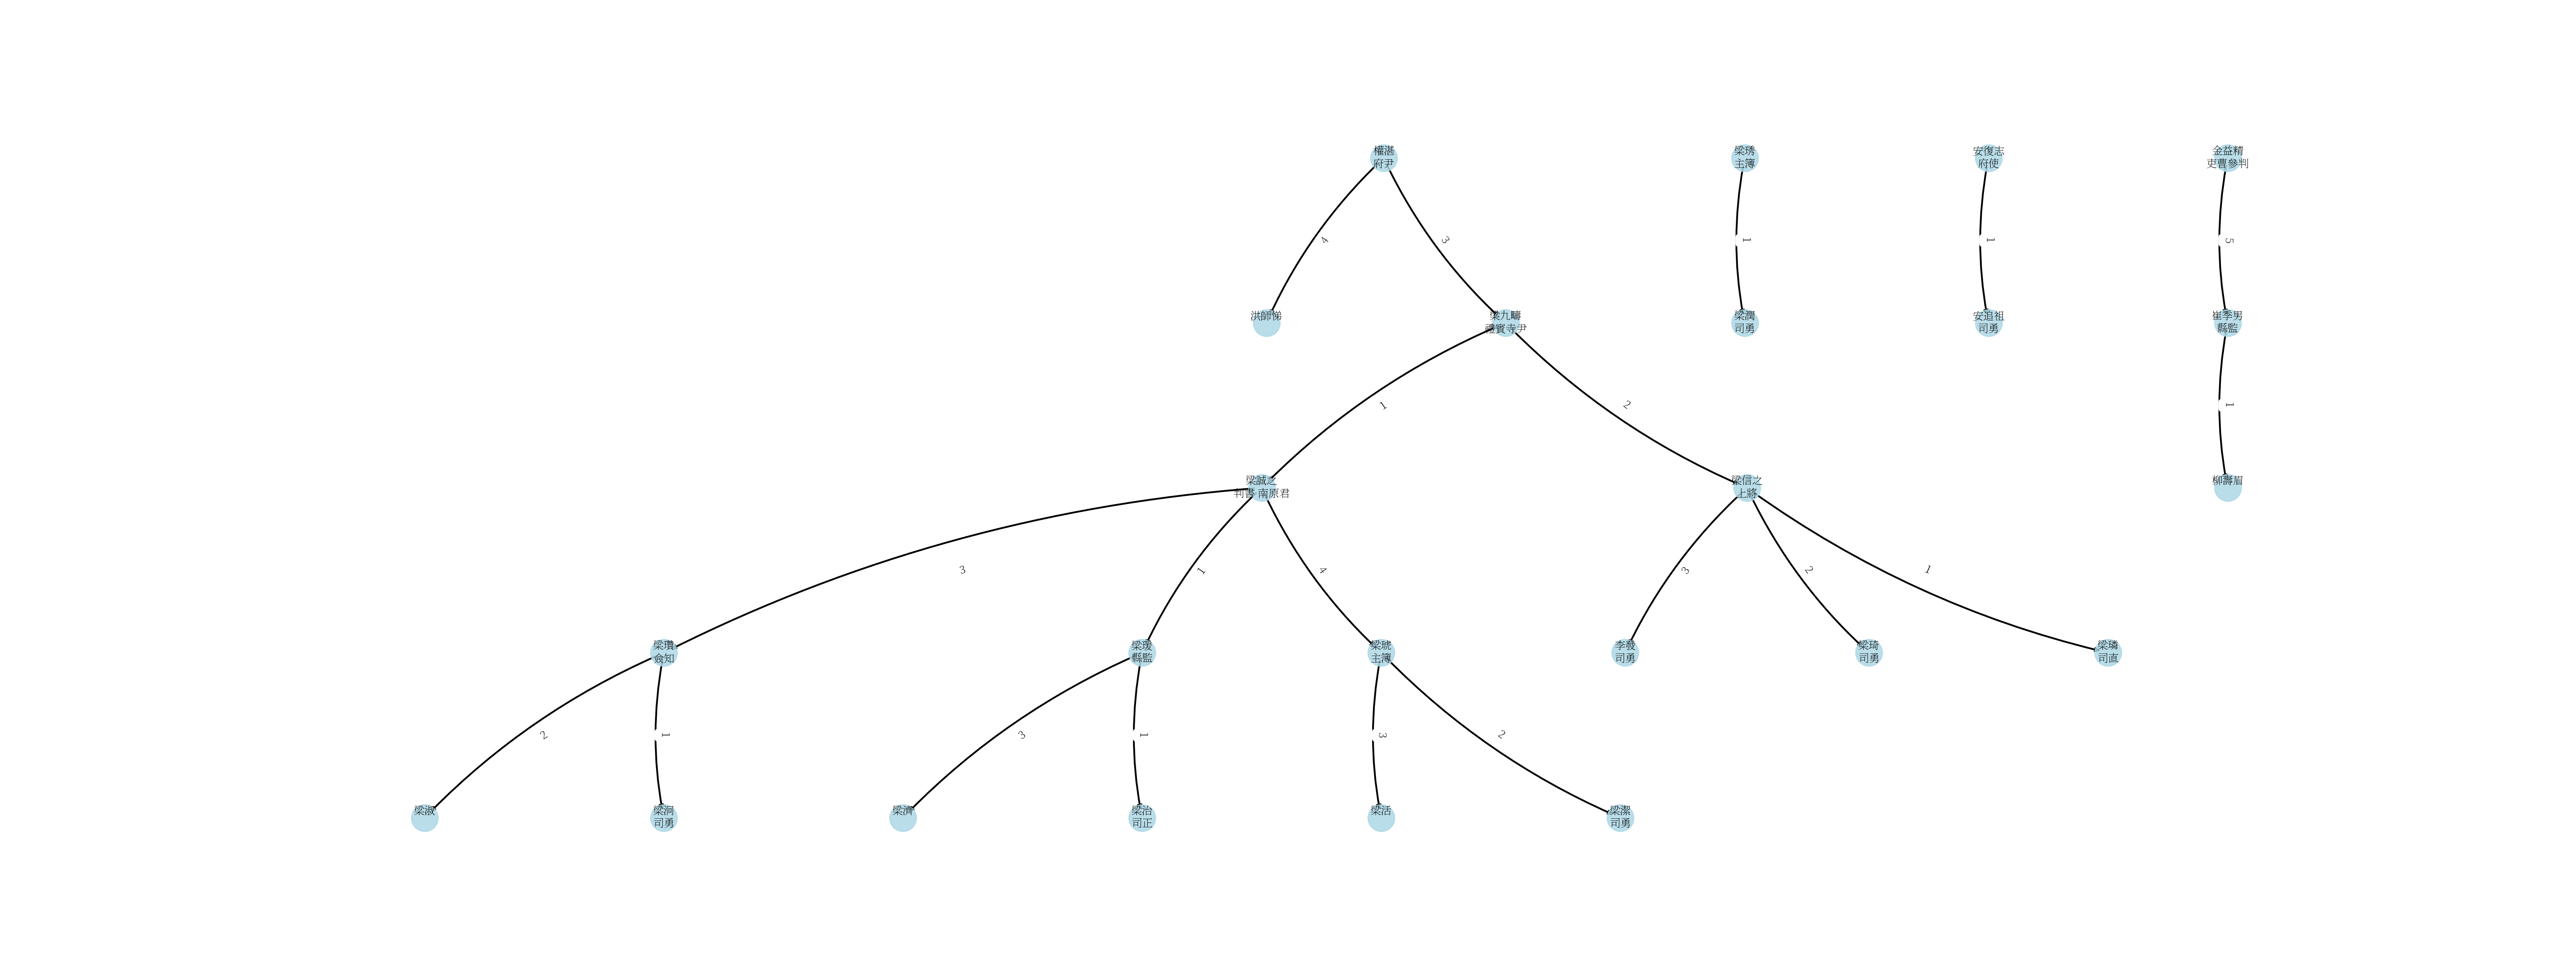 權湛
府尹
梁琇
主簿
安復志
府使
金益精
吏曹參判
4
3
1
1
5
洪師悌
梁九疇
禮賓寺尹
梁潤
司勇
安追祖
司勇
崔季男
縣監
1
2
1
梁誠之
判書 南原君
梁信之
上將
柳壽眉
3
1
4
3
2
1
梁瓚
僉知
梁瑗
縣監
梁琥
主簿
李發
司勇
梁琦
司勇
梁璘
司直
2
1
3
1
3
2
梁淑
梁泂
司勇
梁濟
梁治
司正
梁活
梁潔
司勇